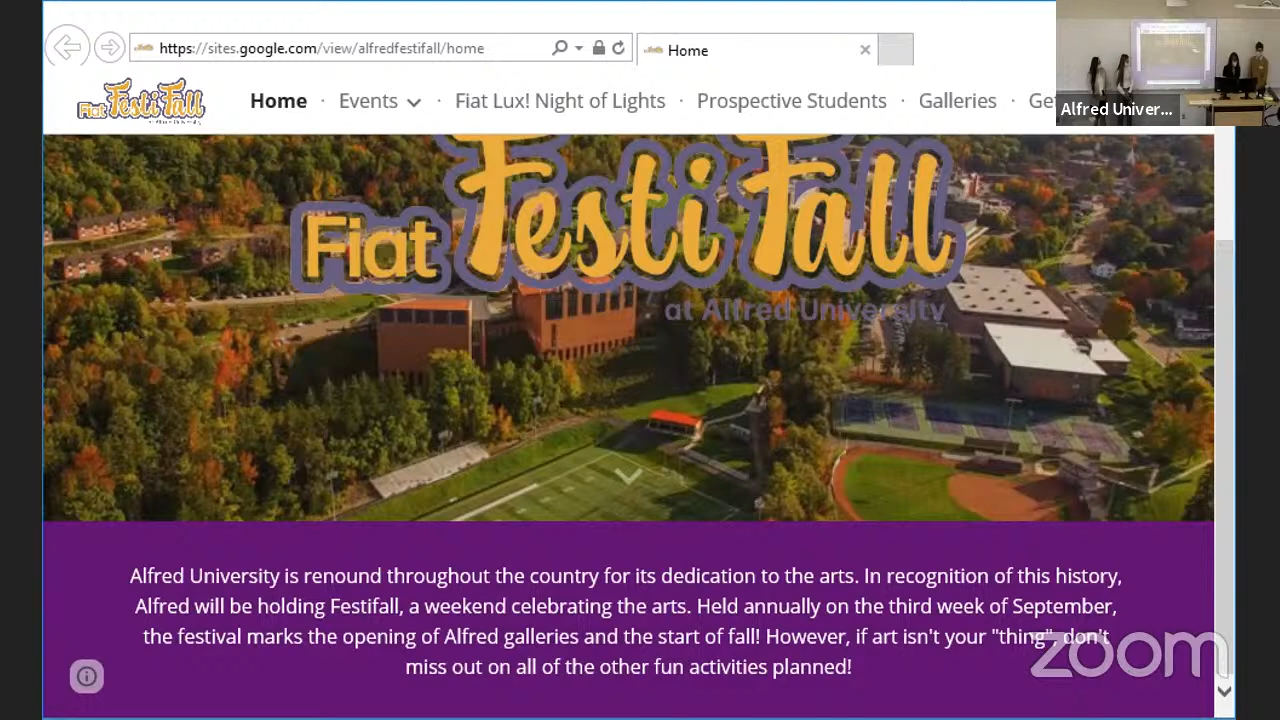 https://sites.google.com/view/alfredfestifall/home
Home
Fiat Festi Fall
Home · Events · Fiat Lux! Night of Lights · Prospective Students · Galleries · Ge
Alfred Univer...
Fiat Festi Fall
at Alfred University
Alfred University is renound throughout the country for its dedication to the arts. In recognition of this history,
Alfred will be holding Festifall, a weekend celebrating the arts. Held annually on the third week of September,
the festival marks the opening of Alfred galleries and the start of fall! However, if art isn't your "thing", don't
miss out on all of the other fun activities planned!
zoom